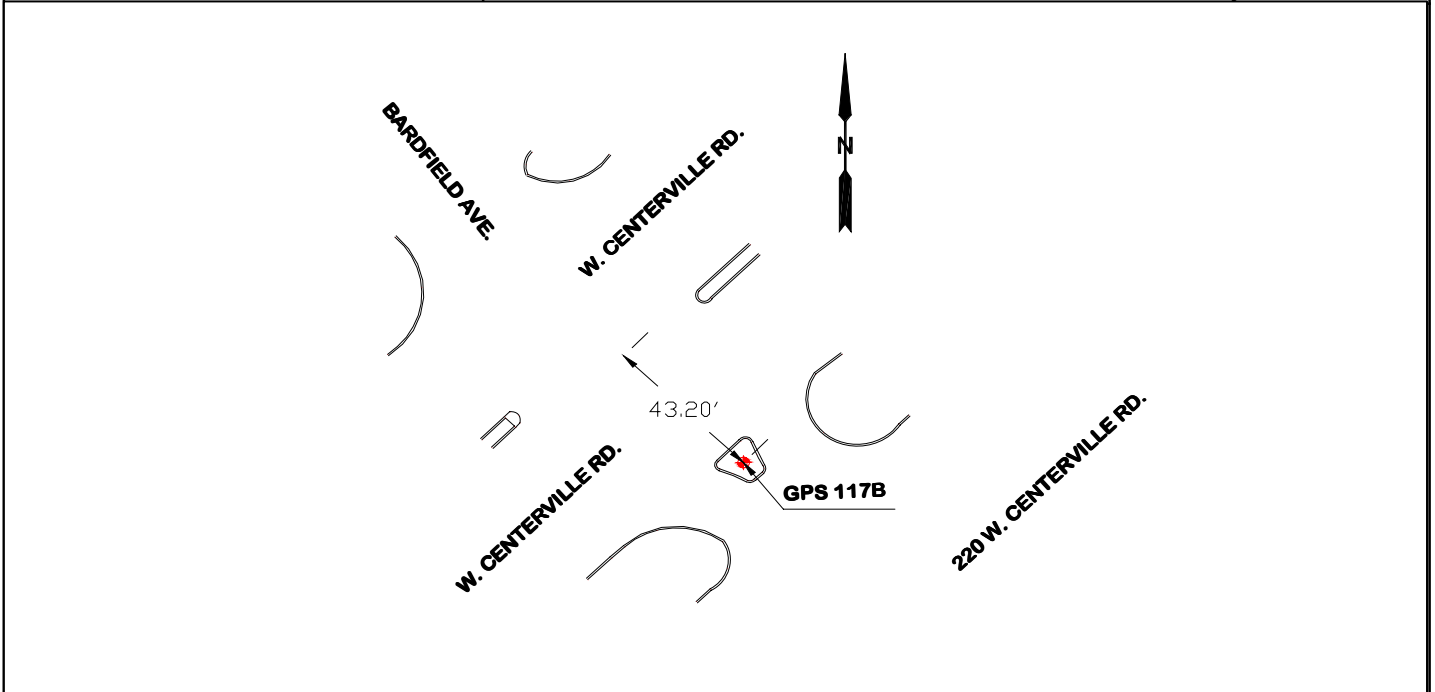 BARDFIELD AVE.
W. CENTERVILLE RD.
N
43.20'
GPS 117B
W. CENTERVILLE RD.
220 W. CENTERVILLE RD.